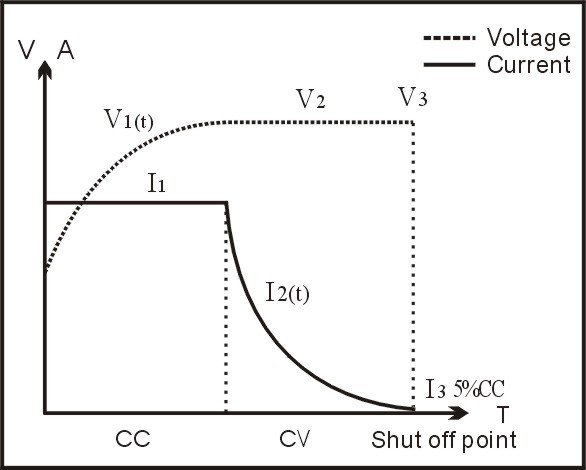 Voltage
Current
V A
V1(t)
V2
V3
I1
I2(t)
I3 5%CC
T
CC
CV
Shut off point